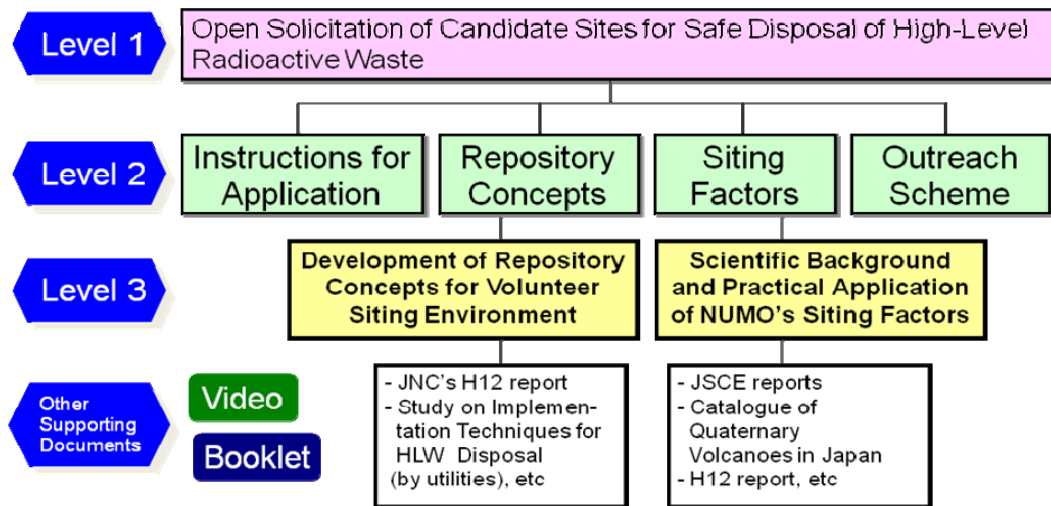 Level 1
Open Solicitation of Candidate Sites for Safe Disposal of High-Level
Radioactive Waste
Level 2
Instructions for
Application
Repository
Concepts
Siting
Factors
Outreach
Scheme
Level 3
Development of Repository
Concepts for Volunteer
Siting Environment
Scientific Background
and Practical Application
of NUMO's Siting Factors
Other
Supporting
Documents
Video
Booklet
- JNC's H12 report
- Study on Implemen-
tation Techniques for
HLW Disposal
(by utilities), etc
- JSCE reports
- Catalogue of
Quaternary
Volcanoes in Japan
- H12 report, etc